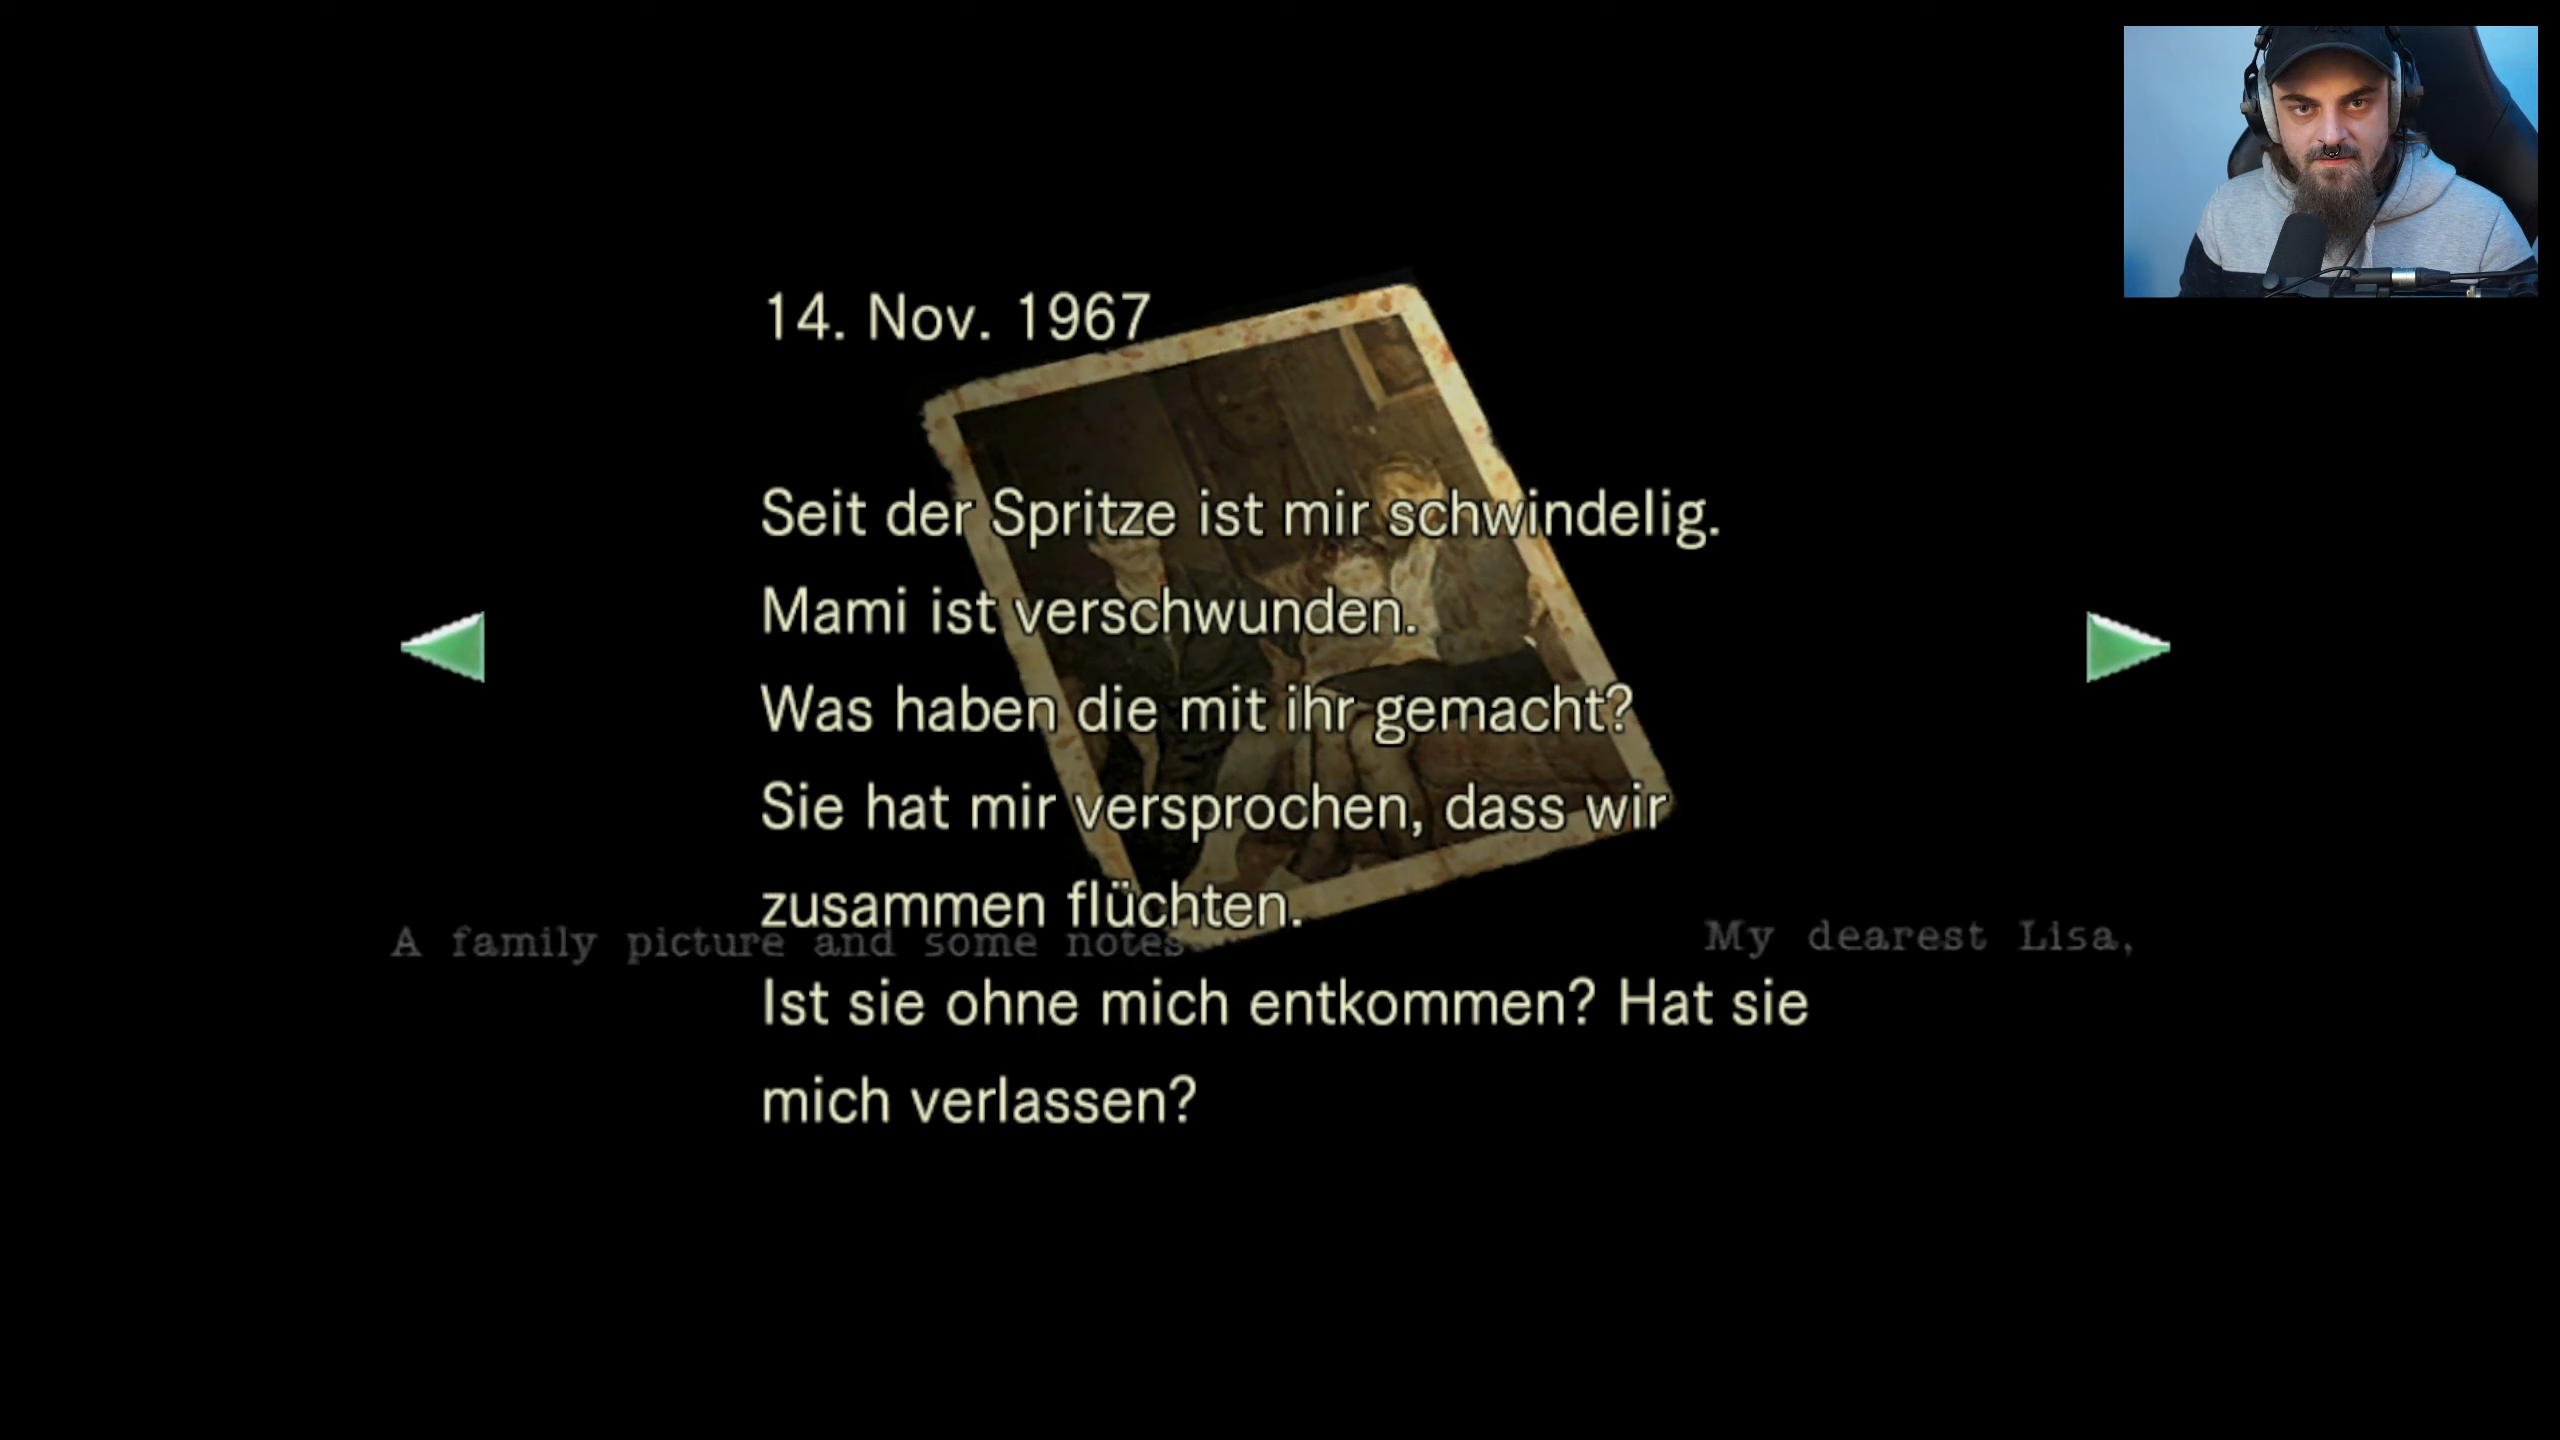 14. Nov. 1967
Seit der Spritze ist mir schwindelig.
Mami ist verschwunden.
Was haben die mit ihr gemacht?
Sie hat mir versprochen, dass wir
zusammen flüchten.
A family picture and some notes
My dearest Lisa,
Ist sie ohne mich entkommen? Hat sie
mich verlassen?